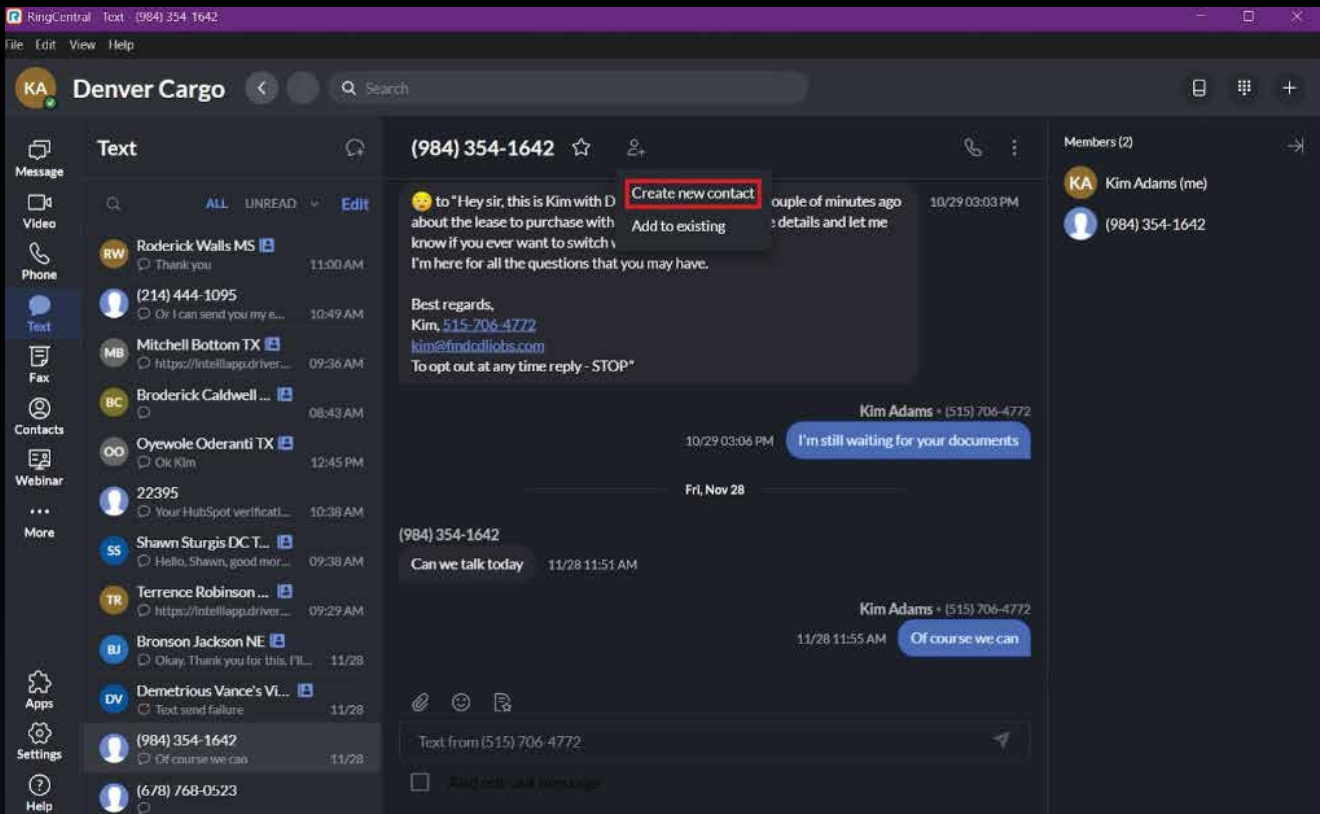 RingCentral Text (984) 354-1642
File Edit View Help
KA
Denver Cargo
Search
Message
Video
Phone
Text
Fax
Contacts
Webinar
More
Apps
Settings
Help
Text
ALL UNREAD Edit
RW Roderick Walls MS
Thank you 11:00 AM
(214) 444-1095
Or I can send you my e... 10:49 AM
MB Mitchell Bottom TX
https://intelliapp.driver... 09:36 AM
BC Broderick Caldwell ...
08:43 AM
OO Oyewole Oderanti TX
Ok Kim 12:45 PM
22395
Your HubSpot verificati... 10:38 AM
SS Shawn Sturgis DC T...
Hello, Shawn, good mor... 09:38 AM
TR Terrence Robinson ...
https://intelliapp.driver... 09:29 AM
BJ Bronson Jackson NE
Okay. Thank you for this. I'll... 11/28
DV Demetrious Vance's Vi...
Text send failure 11/28
(984) 354-1642
Of course we can 11/28
(678) 768-0523
(984) 354-1642
Create new contact
Add to existing
to "Hey sir, this is Kim with D ouple of minutes ago 10/29 03:03 PM
about the lease to purchase with details and let me
know if you ever want to switch
I'm here for all the questions that you may have.
Best regards,
Kim, 515-706-4772
kim@findcdljobs.com
To opt out at any time reply - STOP"
Kim Adams • (515) 706-4772
10/29 03:06 PM I'm still waiting for your documents
Fri, Nov 28
(984) 354-1642
Can we talk today 11/28 11:51 AM
Kim Adams • (515) 706-4772
11/28 11:55 AM Of course we can
Text from (515) 706-4772
Members (2)
KA Kim Adams (me)
(984) 354-1642